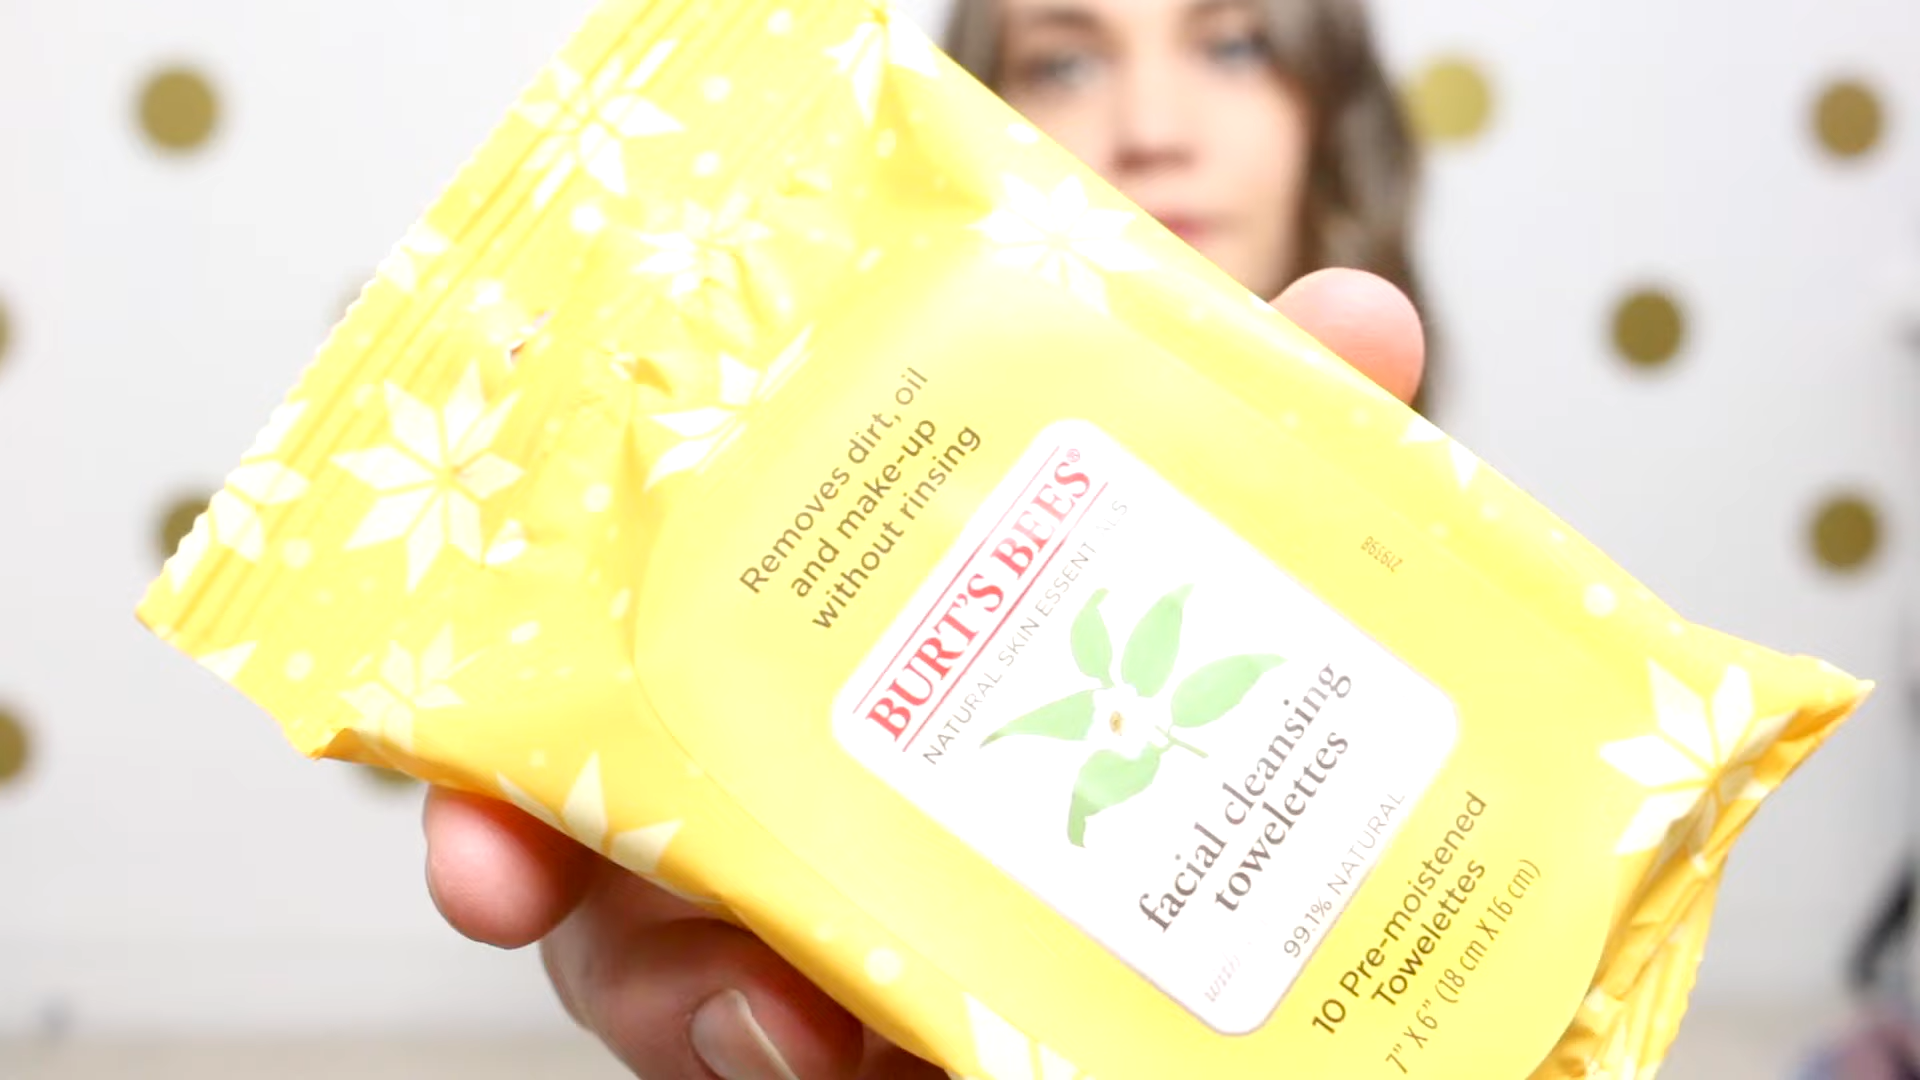 Removes dirt, oil
and make-up
without rinsing
BURT'S BEES®
NATURAL SKIN ESSENTIALS
facial cleansing
towelettes
99.1% NATURAL
10 Pre-moistened
Towelettes
7" X 6" (18 cm X 16 cm)